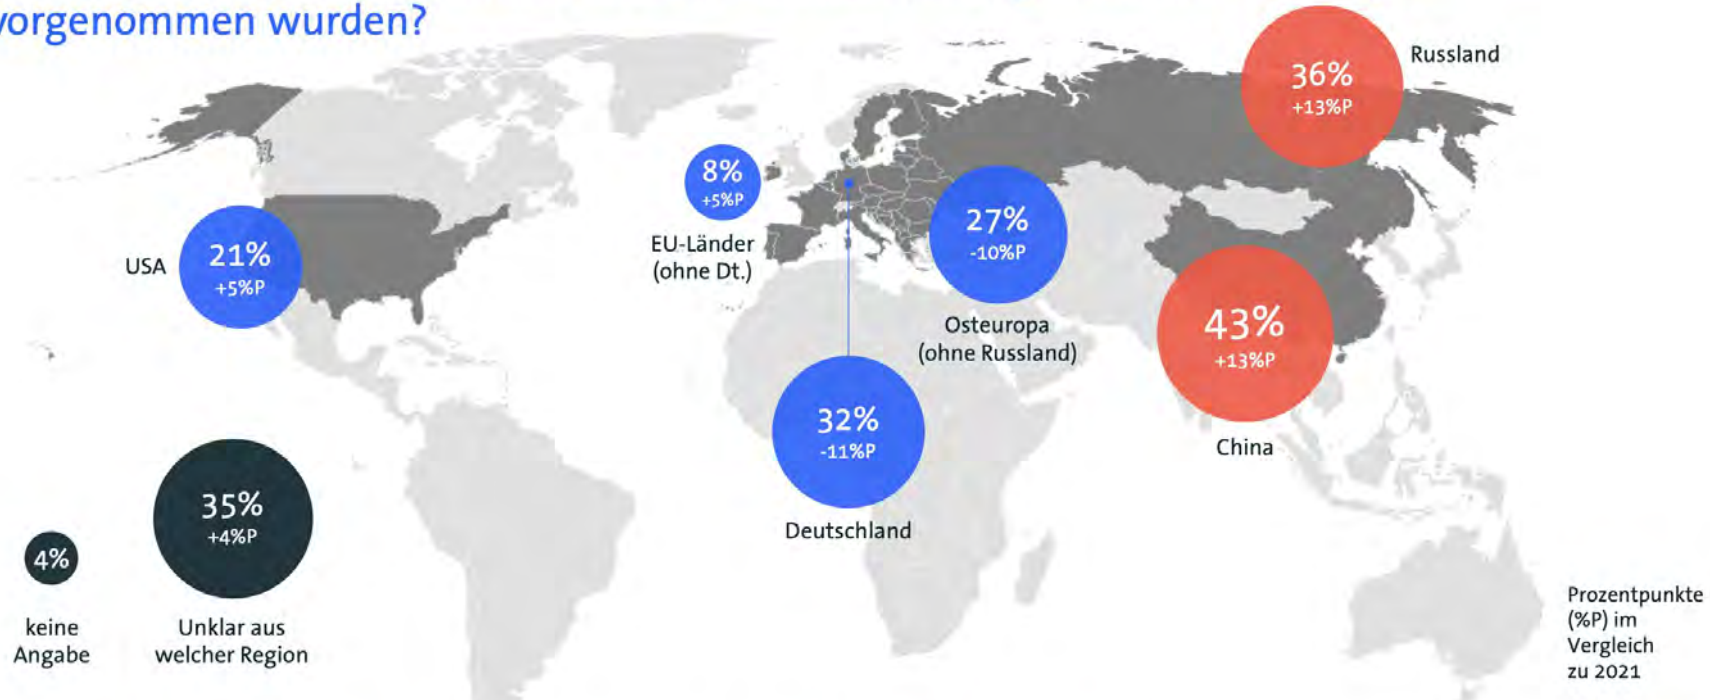 vorgenommen wurden?
36%
+13%P
Russland
8%
+5%P
EU-Länder
(ohne Dt.)
27%
-10%P
Osteuropa
(ohne Russland)
USA
21%
+5%P
43%
+13%P
China
32%
-11%P
Deutschland
35%
+4%P
Unklar aus
welcher Region
4%
keine
Angabe
Prozentpunkte
(%P) im
Vergleich
zu 2021